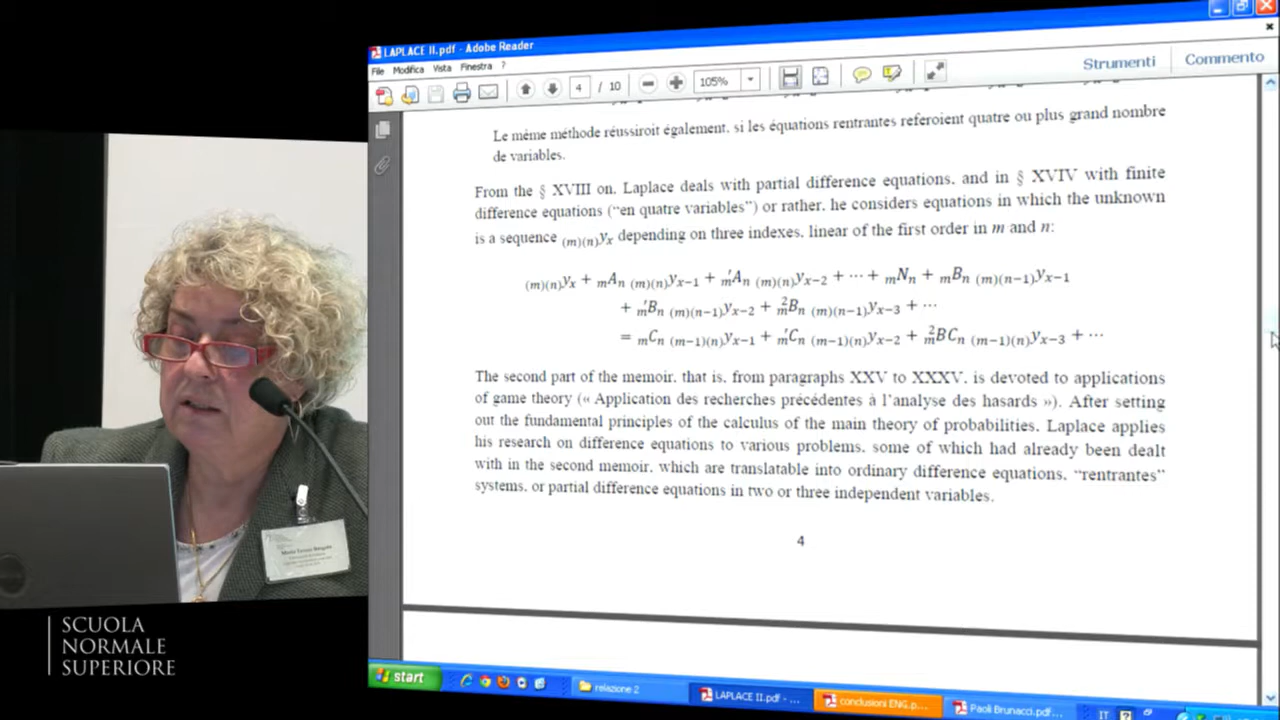 LAPLACE II.pdf - Adobe Reader
File Modifica Vista Finestra ?
4 / 10 105% Strumenti Commento
Le même méthode réussiroit également, si les équations rentrantes referoient quatre ou plus grand nombre
de variables.
From the § XVIII on, Laplace deals with partial difference equations, and in § XVIV with finite
difference equations (“en quatre variables”) or rather, he considers equations in which the unknown
is a sequence (m)(n)yx depending on three indexes, linear of the first order in m and n:
(m)(n)yx + mAn (m)(n)yx−1 + m′An (m)(n)yx−2 + ⋯ + mNn + mBn (m)(n−1)yx−1
+ m′Bn (m)(n−1)yx−2 + m2Bn (m)(n−1)yx−3 + ⋯
= mCn (m−1)(n)yx−1 + m′Cn (m−1)(n)yx−2 + m2BCn (m−1)(n)yx−3 + ⋯
The second part of the memoir, that is, from paragraphs XXV to XXXV, is devoted to applications
of game theory (« Application des recherches précédentes à l’analyse des hasards »). After setting
out the fundamental principles of the calculus of the main theory of probabilities, Laplace applies
his research on difference equations to various problems, some of which had already been dealt
with in the second memoir, which are translatable into ordinary difference equations, “rentrantes”
systems, or partial difference equations in two or three independent variables.
4
SCUOLA
NORMALE
SUPERIORE
start relazione 2 LAPLACE II.pdf - ... conclusioni ENG.p... Paoli Brunacci.pdf... IT